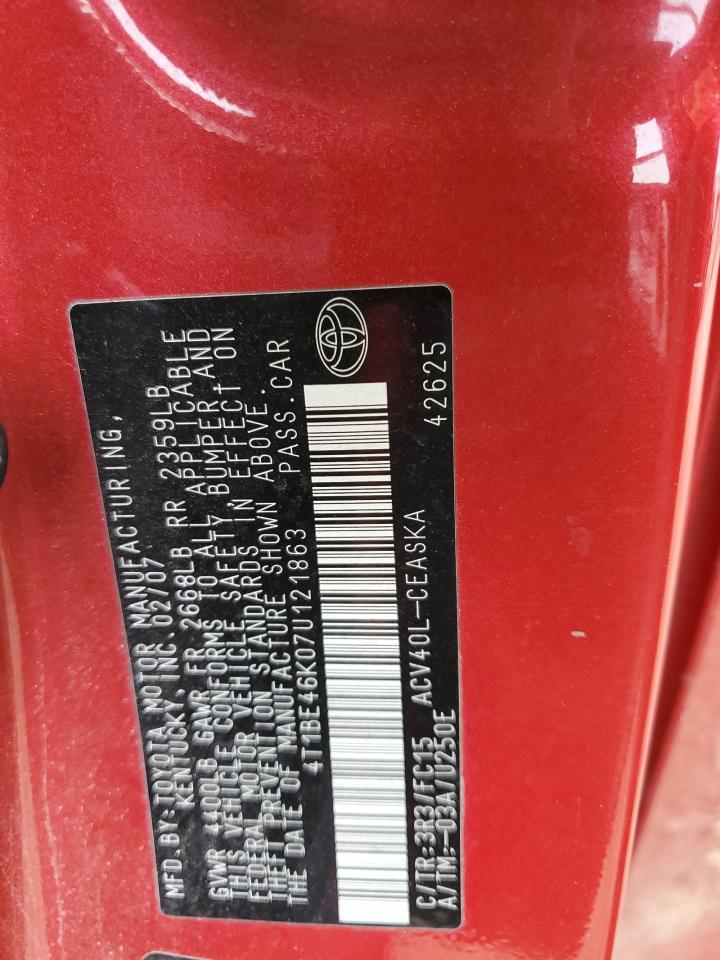 MFD.BY:TOYOTA MOTOR MANUFACTURING,
KENTUCKY, INC. 02/07
GVWR 4400LB GAWR FR 2668LB RR 2359LB
THIS VEHICLE CONFORMS TO ALL APPLICABLE
FEDERAL MOTOR VEHICLE SAFETY, BUMPER, AND
THEFT PREVENTION STANDARDS IN EFFECT ON
THE DATE OF MANUFACTURE SHOWN ABOVE.
4T1BE46K07U121863 PASS.CAR
C/TR:3R3/FC15 ACV40L-CEASKA
A/TM:-03A/U250E 42625